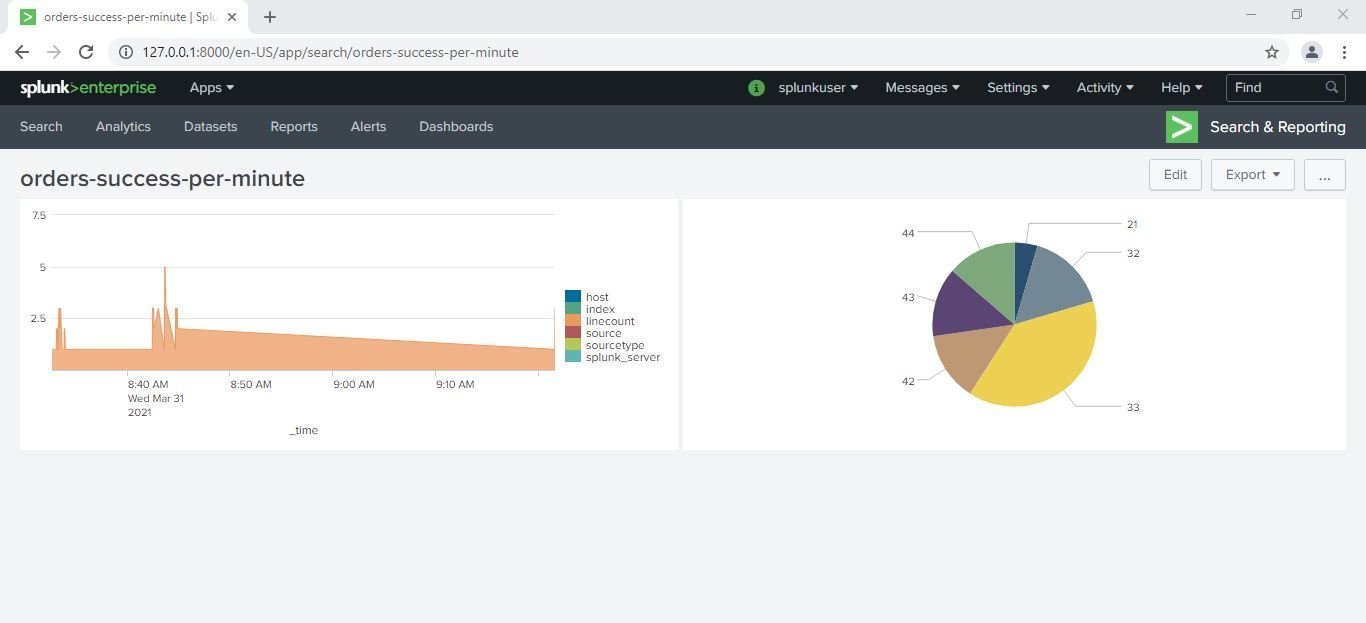 orders-success-per-minute | Splu
127.0.0.1:8000/en-US/app/search/orders-success-per-minute
splunk>enterprise Apps i splunkuser Messages Settings Activity Help Find
Search Analytics Datasets Reports Alerts Dashboards Search & Reporting
orders-success-per-minute Edit Export ...
7.5
5
2.5
8:40 AM 8:50 AM 9:00 AM 9:10 AM
Wed Mar 31
2021
_time
host
index
linecount
source
sourcetype
splunk_server
44
43
42
21
32
33